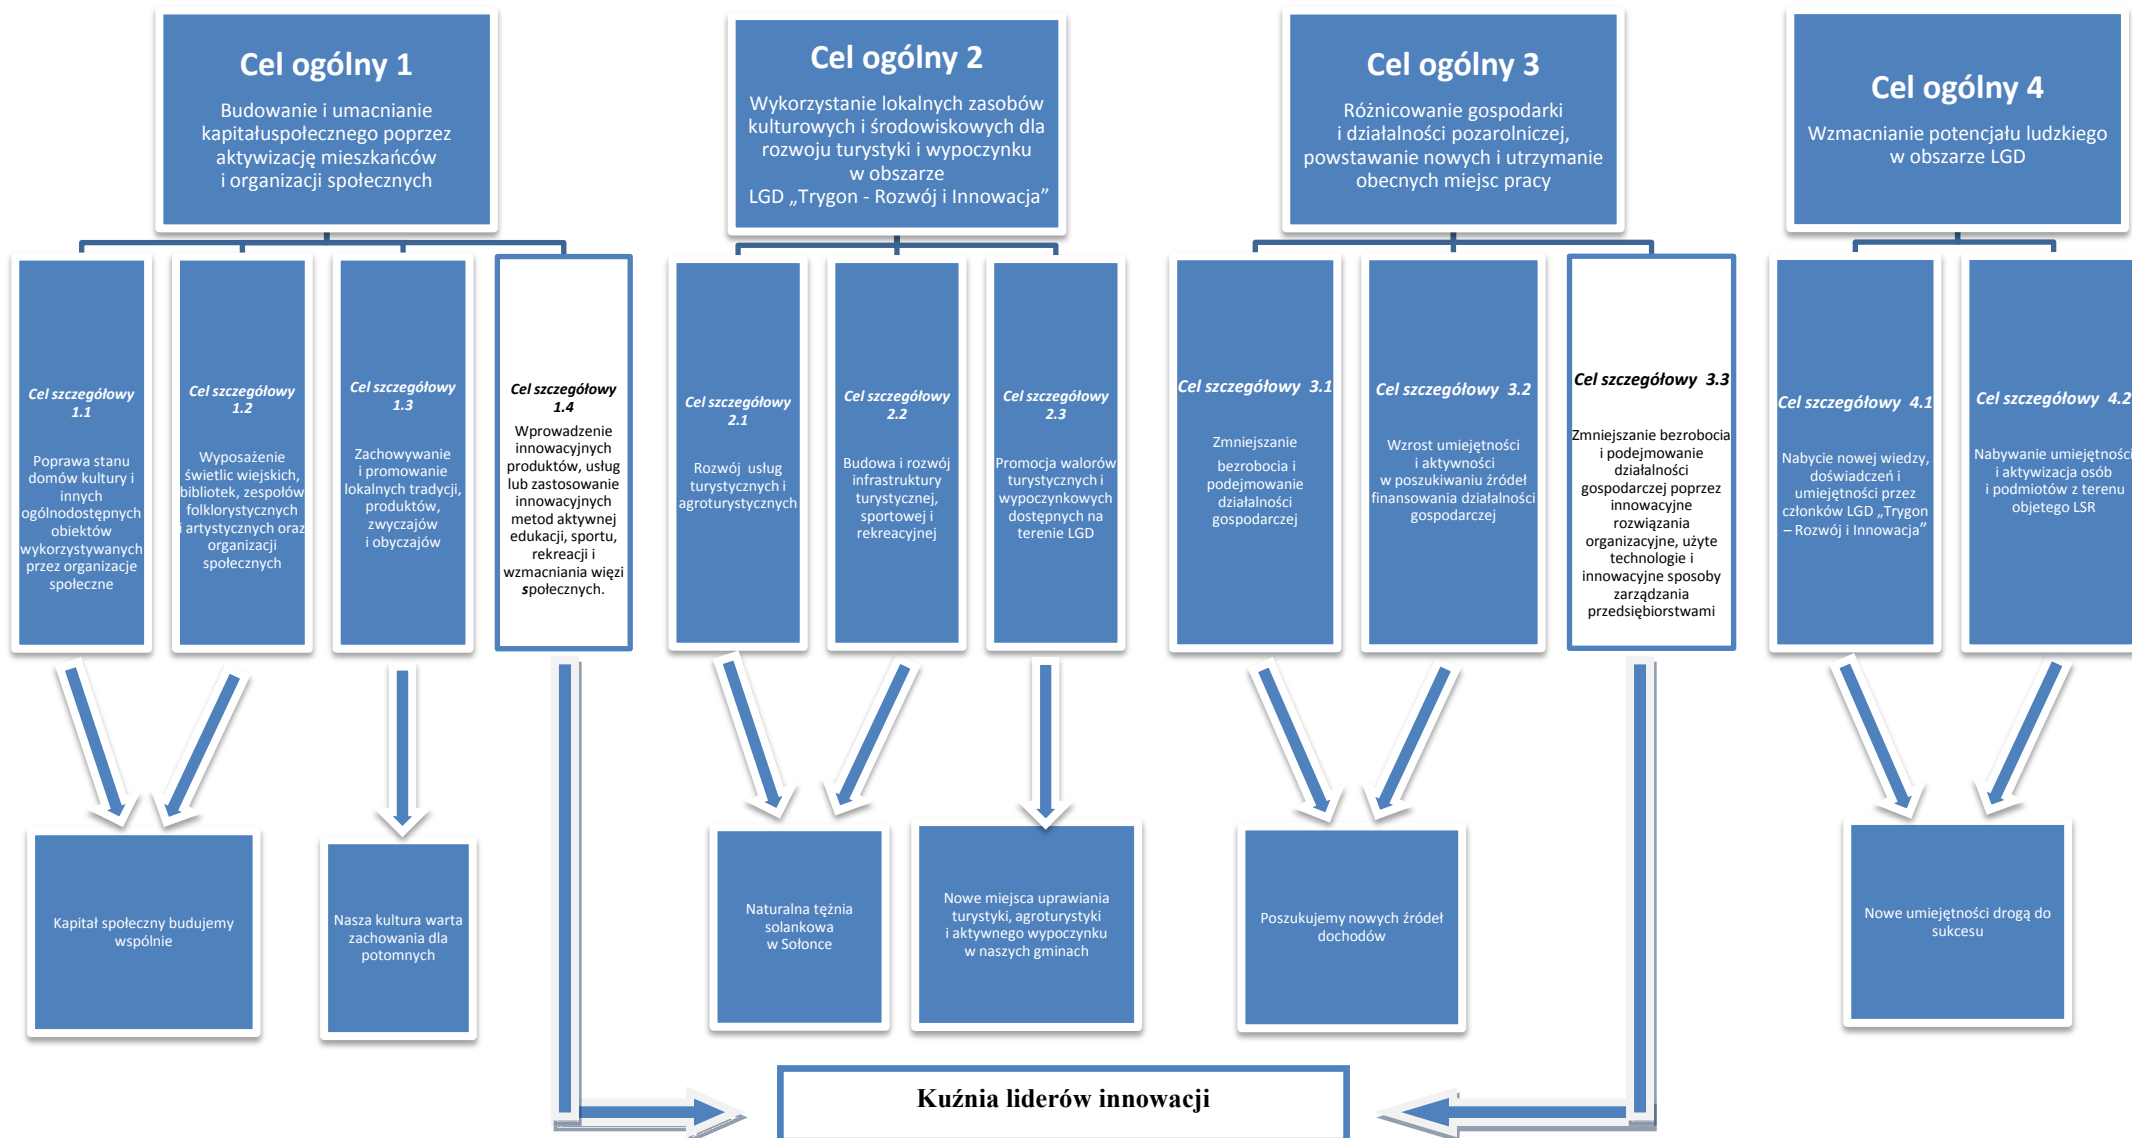 Cel ogólny 1
Budowanie i umacnianie
kapitałuspołecznego poprzez
aktywizację mieszkańców
i organizacji społecznych
Cel ogólny 2
Wykorzystanie lokalnych zasobów
kulturowych i środowiskowych dla
rozwoju turystyki i wypoczynku
w obszarze
LGD „Trygon - Rozwój i Innowacja”
Cel ogólny 3
Różnicowanie gospodarki
i działalności pozarolniczej,
powstawanie nowych i utrzymanie
obecnych miejsc pracy
Cel ogólny 4
Wzmacnianie potencjału ludzkiego
w obszarze LGD
Cel szczegółowy
1.1
Poprawa stanu
domów kultury i
innych
ogólnodostępnych
obiektów
wykorzystywanych
przez organizacje
społeczne
Cel szczegółowy
1.2
Wyposażenie
świetlic wiejskich,
bibliotek, zespołów
folklorystycznych
i artystycznych oraz
organizacji
społecznych
Cel szczegółowy
1.3
Zachowywanie
i promowanie
lokalnych tradycji,
produktów,
zwyczajów
i obyczajów
Cel szczegółowy
1.4
Wprowadzenie
innowacyjnych
produktów, usług
lub zastosowanie
innowacyjnych
metod aktywnej
edukacji, sportu,
rekreacji i
wzmacniania więzi
społecznych.
Cel szczegółowy
2.1
Rozwój usług
turystycznych i
agroturystycznych
Cel szczegółowy
2.2
Budowa i rozwój
infrastruktury
turystycznej,
sportowej i
rekreacyjnej
Cel szczegółowy
2.3
Promocja walorów
turystycznych i
wypoczynkowych
dostępnych na
terenie LGD
Cel szczegółowy 3.1
Zmniejszanie
bezrobocia i
podejmowanie
działalności
gospodarczej
Cel szczegółowy 3.2
Wzrost umiejętności
i aktywności
w poszukiwaniu źródeł
finansowania działalności
gospodarczej
Cel szczegółowy 3.3
Zmniejszanie bezrobocia
i podejmowanie
działalności
gospodarczej poprzez
innowacyjne
rozwiązania
organizacyjne, użyte
technologie i
innowacyjne sposoby
zarządzania
przedsiębiorstwami
Cel szczegółowy 4.1
Nabycie nowej wiedzy,
doświadczeń i
umiejętności przez
członków LGD „Trygon
– Rozwój i Innowacja”
Cel szczegółowy 4.2
Nabywanie umiejętności
i aktywizacja osób
i podmiotów z terenu
objetego LSR
Kapitał społeczny budujemy
wspólnie
Nasza kultura warta
zachowania dla
potomnych
Naturalna tężnia
solankowa
w Sołonce
Nowe miejsca uprawiania
turystyki, agroturystyki
i aktywnego wypoczynku
w naszych gminach
Poszukujemy nowych źródeł
dochodów
Nowe umiejętności drogą do
sukcesu
Kuźnia liderów innowacji